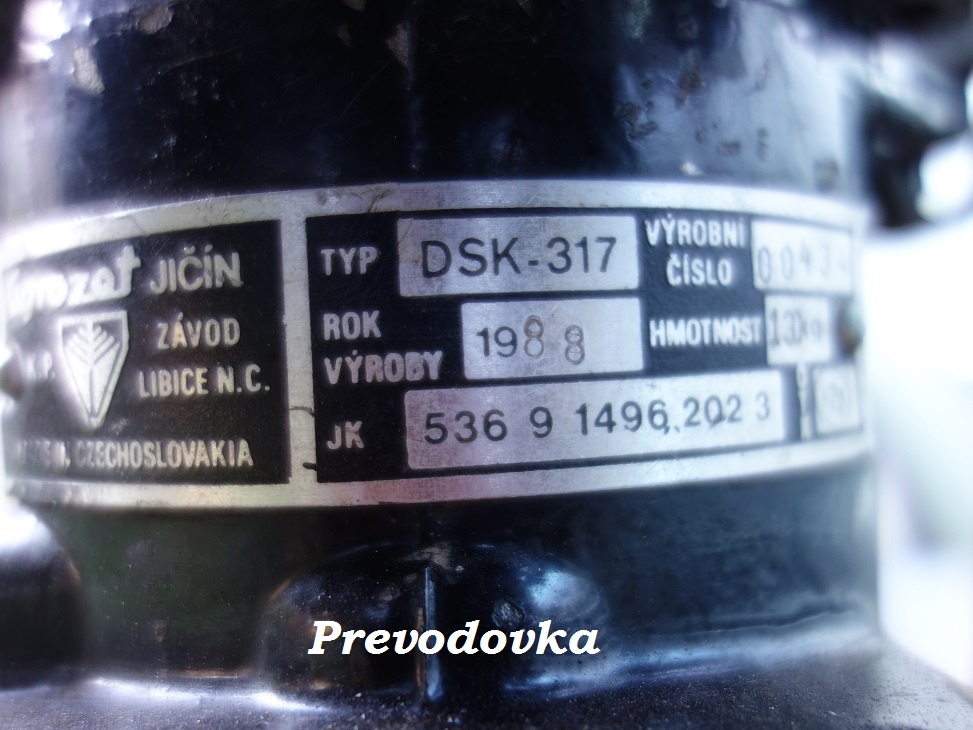 JIČÍN
ZÁVOD
N.P.
LIBICE N.C.
CZECHOSLOVAKIA
TYP DSK-317
VÝROBNÍ
ČÍSLO
ROK
VÝROBY 1988
HMOTNOST
JK 536 9 1496,202 3
Prevodovka